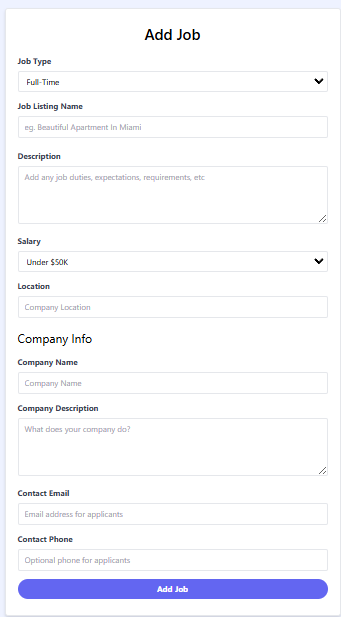 Add Job
Job Type
Full-Time
Job Listing Name
eg. Beautiful Apartment In Miami
Description
Add any job duties, expectations, requirements, etc
Salary
Under $50K
Location
Company Location
Company Info
Company Name
Company Name
Company Description
What does your company do?
Contact Email
Email address for applicants
Contact Phone
Optional phone for applicants
Add Job